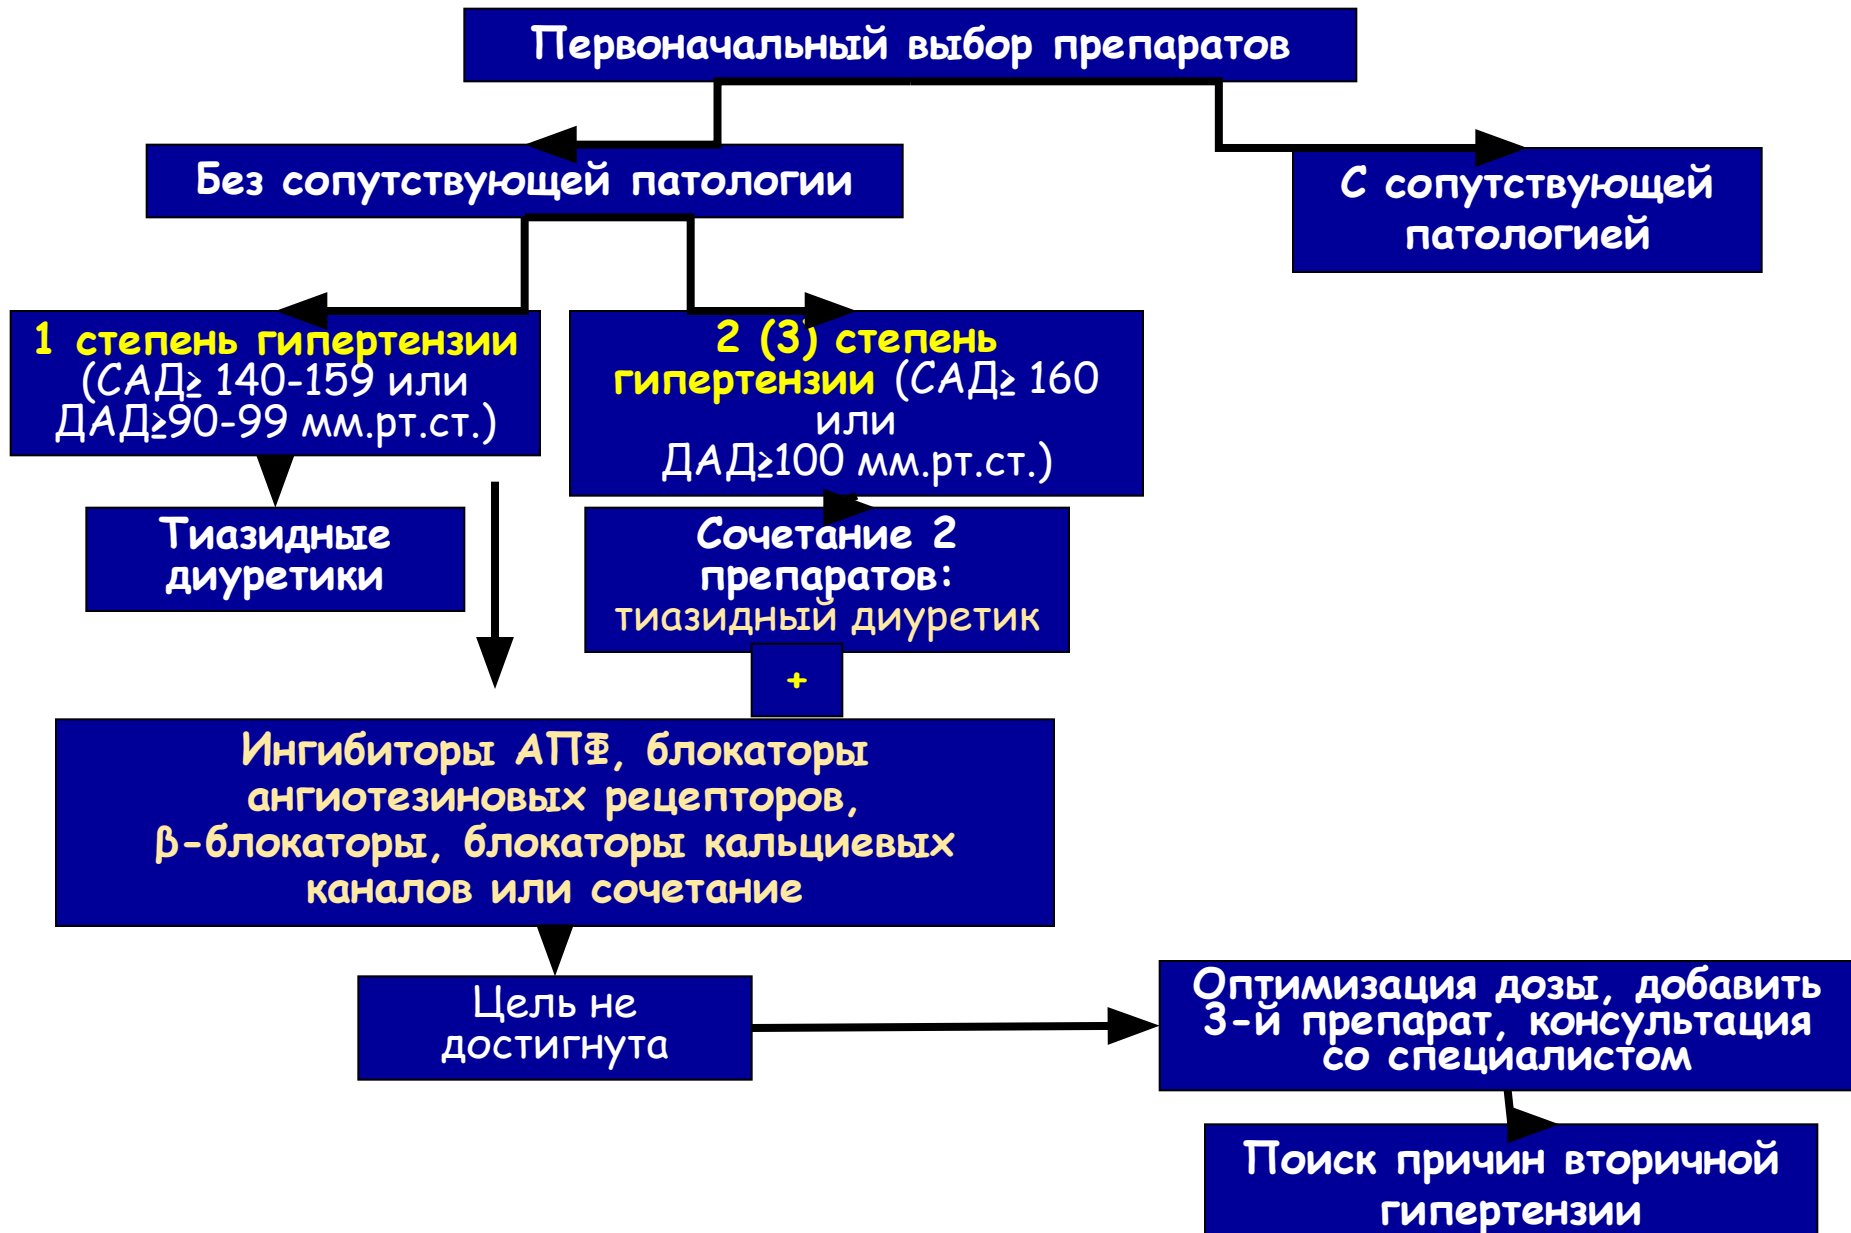 Первоначальный выбор препаратов
Без сопутствующей патологии
С сопутствующей
патологией
1 степень гипертензии
(САД≥ 140-159 или
ДАД≥90-99 мм.рт.ст.)
2 (3) степень
гипертензии (САД≥ 160
или
ДАД≥100 мм.рт.ст.)
Тиазидные
диуретики
Сочетание 2
препаратов:
тиазидный диуретик
+
Ингибиторы АПФ, блокаторы
ангиотезиновых рецепторов,
β-блокаторы, блокаторы кальциевых
каналов или сочетание
Цель не
достигнута
Оптимизация дозы, добавить
3-й препарат, консультация
со специалистом
Поиск причин вторичной
гипертензии